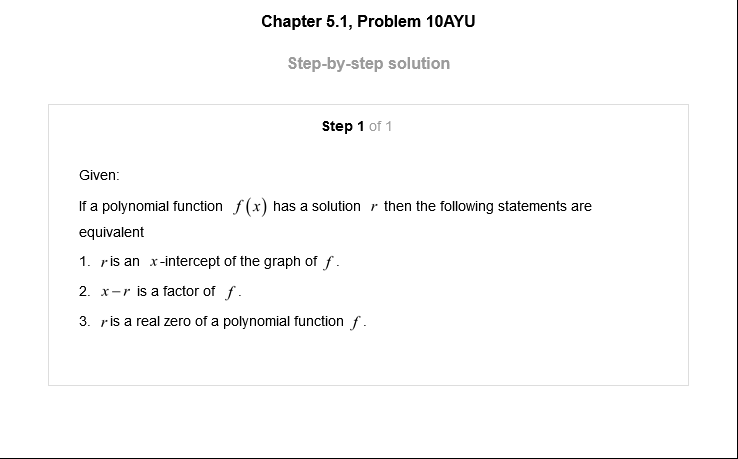 Chapter 5.1, Problem 10AYU
Step-by-step solution
Step 1 of 1
Given:
If a polynomial function f(x) has a solution r then the following statements are
equivalent
1. r is an x-intercept of the graph of f.
2. x−r is a factor of f.
3. r is a real zero of a polynomial function f.